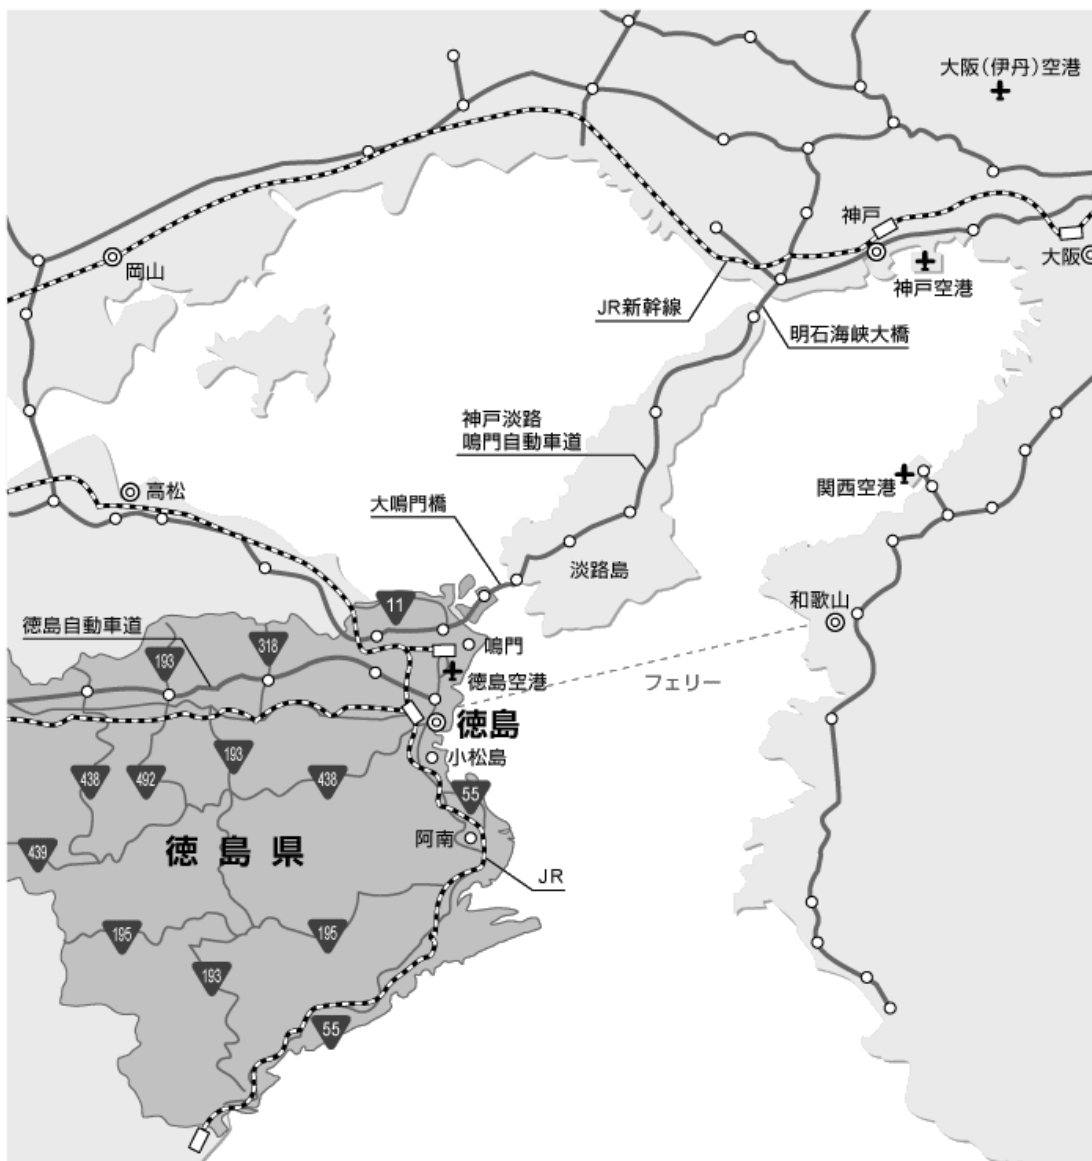 大阪(伊丹)空港
神戸
大阪
神戸空港
岡山
JR新幹線
明石海峡大橋
神戸淡路
鳴門自動車道
関西空港
高松
大鳴門橋
淡路島
和歌山
11
徳島自動車道
193
318
鳴門
徳島空港
フェリー
徳島
小松島
193
438
492
438
55
阿南
439
徳島県
JR
195
195
193
55